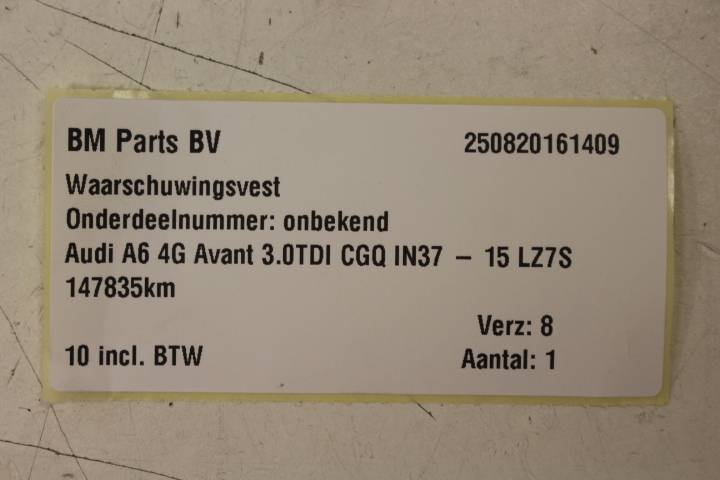 BM Parts BV 250820161409
Waarschuwingsvest
Onderdeelnummer: onbekend
Audi A6 4G Avant 3.0TDI CGQ IN37 – 15 LZ7S
147835km
Verz: 8
10 incl. BTW Aantal: 1